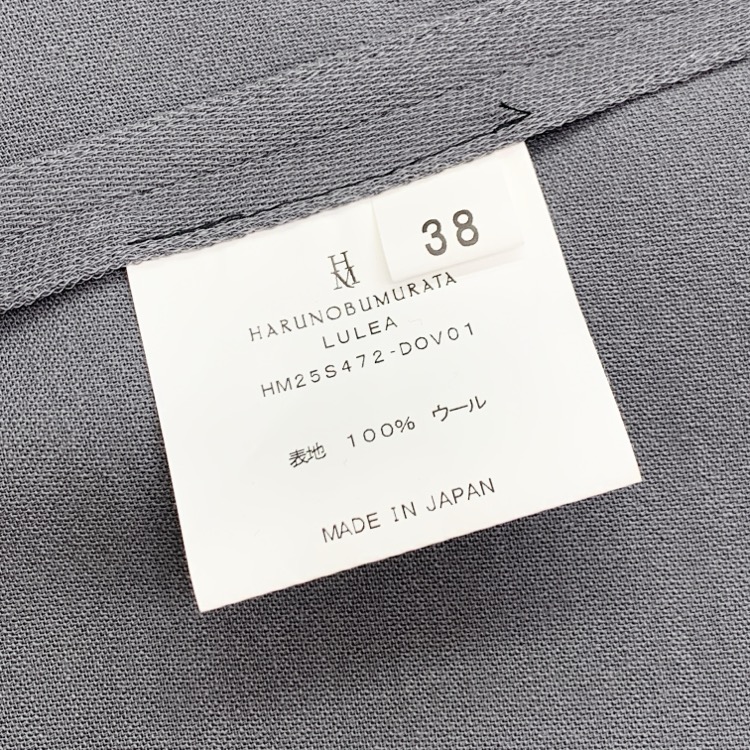 38
HM
HARUNOBUMURATA
LULEA
HM25S472-DOV01
表地 100% ウール
MADE IN JAPAN